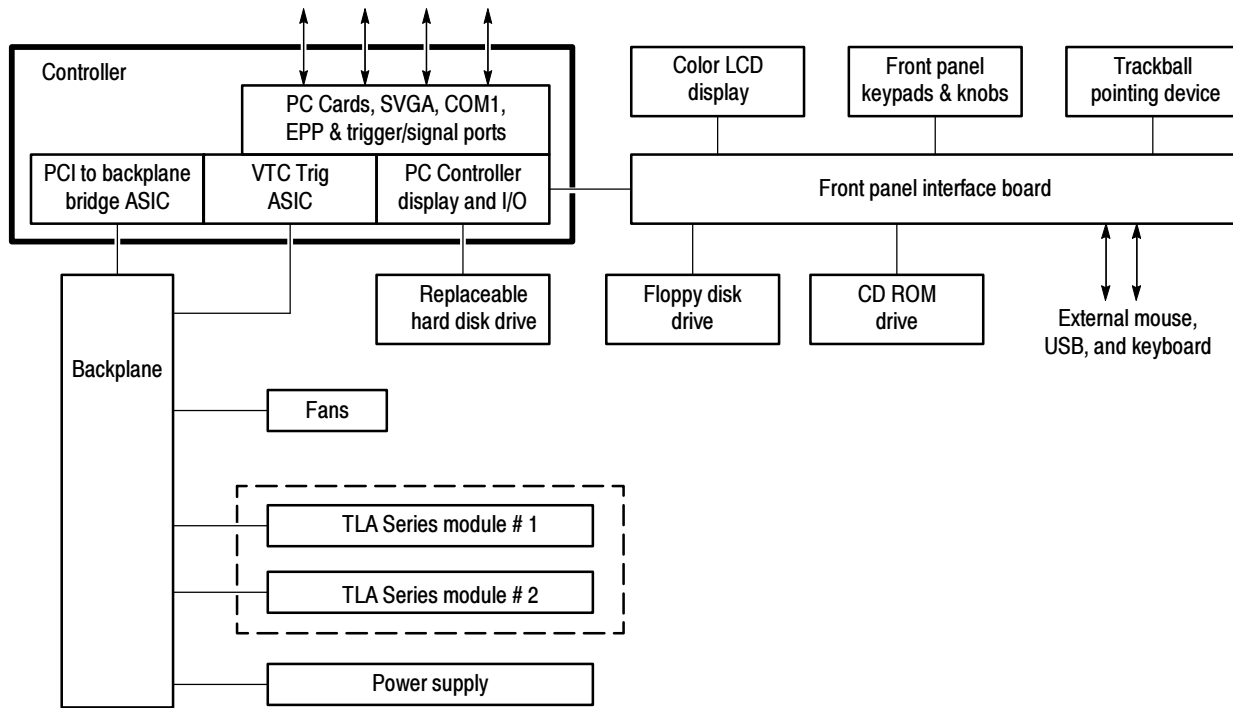 Controller
PC Cards, SVGA, COM1,
EPP & trigger/signal ports
PCI to backplane
bridge ASIC
VTC Trig
ASIC
PC Controller
display and I/O
Color LCD
display
Front panel
keypads & knobs
Trackball
pointing device
Front panel interface board
Replaceable
hard disk drive
Floppy disk
drive
CD ROM
drive
External mouse,
USB, and keyboard
Backplane
Fans
TLA Series module # 1
TLA Series module # 2
Power supply